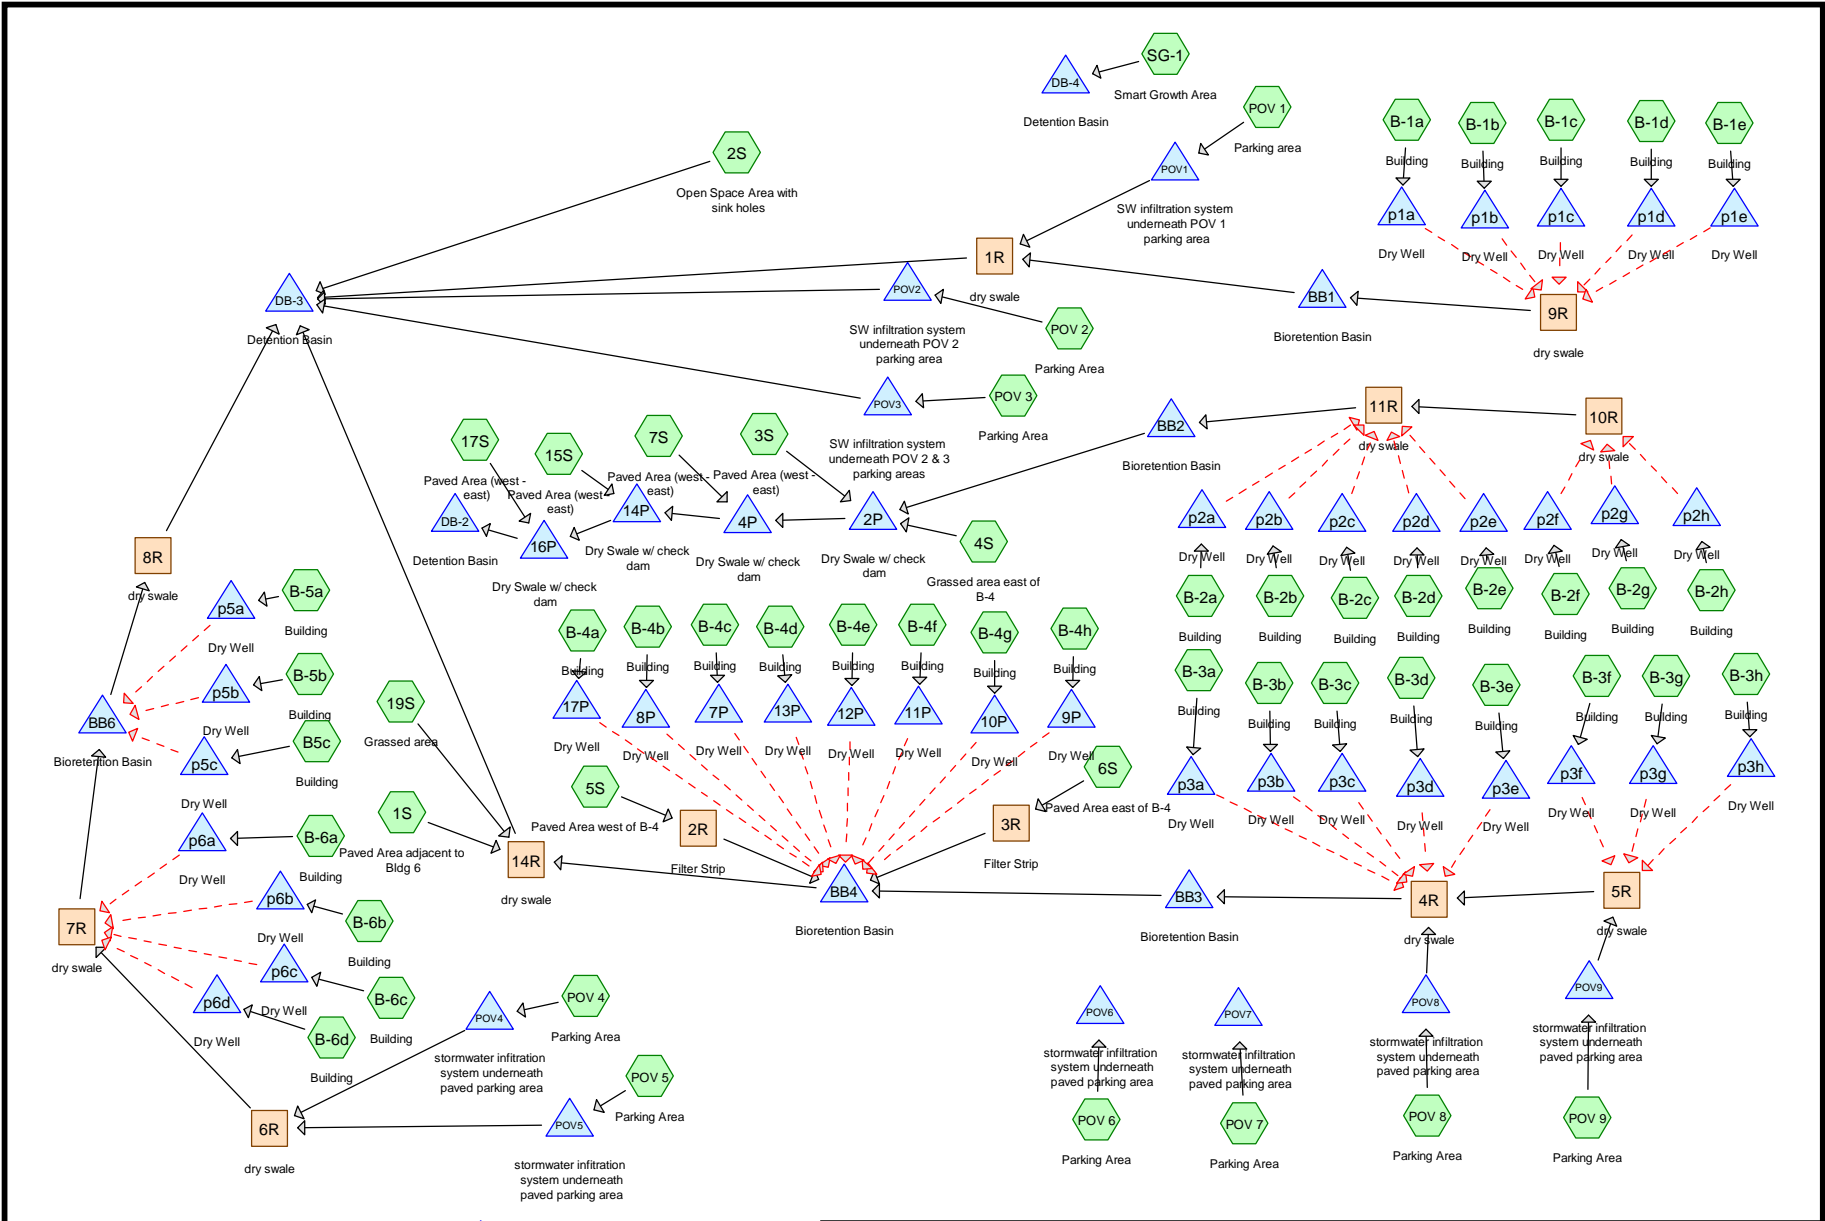 SG-1
DB-4
Smart Growth Area
Detention Basin
POV 1
Parking area
POV1
SW infiltration system
underneath POV 1
parking area
B-1a
B-1b
B-1c
B-1d
B-1e
Building
Building
Building
Building
Building
p1a
p1b
p1c
p1d
p1e
Dry Well
Dry Well
Dry Well
Dry Well
Dry Well
2S
Open Space Area with
sink holes
1R
dry swale
DB-3
Detention Basin
POV2
SW infiltration system
underneath POV 2
parking area
POV 2
Parking Area
BB1
Bioretention Basin
9R
dry swale
POV3
SW infiltration system
underneath POV 2 & 3
parking areas
POV 3
Parking Area
BB2
Bioretention Basin
11R
dry swale
10R
dry swale
17S
Paved Area (west -
east)
15S
Paved Area (west -
east)
7S
Paved Area (west -
east)
3S
Paved Area (west -
east)
DB-2
Detention Basin
16P
Dry Swale w/ check
dam
14P
Dry Swale w/ check
dam
4P
Dry Swale w/ check
dam
2P
Dry Swale w/ check
dam
4S
Grassed area east of
B-4
p2a
p2b
p2c
p2d
p2e
p2f
p2g
p2h
Dry Well
Dry Well
Dry Well
Dry Well
Dry Well
Dry Well
Dry Well
Dry Well
B-2a
B-2b
B-2c
B-2d
B-2e
B-2f
B-2g
B-2h
Building
Building
Building
Building
Building
Building
Building
Building
8R
dry swale
p5a
Dry Well
B-5a
Building
p5b
Dry Well
B-5b
Building
BB6
Bioretention Basin
p5c
Dry Well
B5c
Building
19S
Grassed area
B-4a
B-4b
B-4c
B-4d
B-4e
B-4f
B-4g
B-4h
Building
Building
Building
Building
Building
Building
Building
Building
17P
8P
7P
13P
12P
11P
10P
9P
Dry Well
Dry Well
Dry Well
Dry Well
Dry Well
Dry Well
Dry Well
Dry Well
B-3a
B-3b
B-3c
B-3d
B-3e
B-3f
B-3g
B-3h
Building
Building
Building
Building
Building
Building
Building
Building
p3a
p3b
p3c
p3d
p3e
p3f
p3g
p3h
Dry Well
Dry Well
Dry Well
Dry Well
Dry Well
Dry Well
Dry Well
Dry Well
5S
Paved Area west of B-4
6S
Paved Area east of B-4
1S
Paved Area adjacent to
Bldg 6
2R
Filter Strip
3R
Filter Strip
14R
dry swale
BB4
Bioretention Basin
BB3
Bioretention Basin
4R
dry swale
5R
dry swale
p6a
Dry Well
B-6a
Building
p6b
Dry Well
B-6b
Building
7R
dry swale
p6c
Dry Well
B-6c
Building
p6d
Dry Well
B-6d
Building
POV4
stormwater infitration
system underneath
paved parking area
POV 4
Parking Area
POV 5
Parking Area
POV5
stormwater infitration
system underneath
paved parking area
6R
dry swale
POV6
stormwater infiltration
system underneath
paved parking area
POV 6
Parking Area
POV7
stormwater infiltration
system underneath
paved parking area
POV 7
Parking Area
POV8
stormwater infiltration
system underneath
paved parking area
POV 8
Parking Area
POV9
stormwater infiltration
system underneath
paved parking area
POV 9
Parking Area